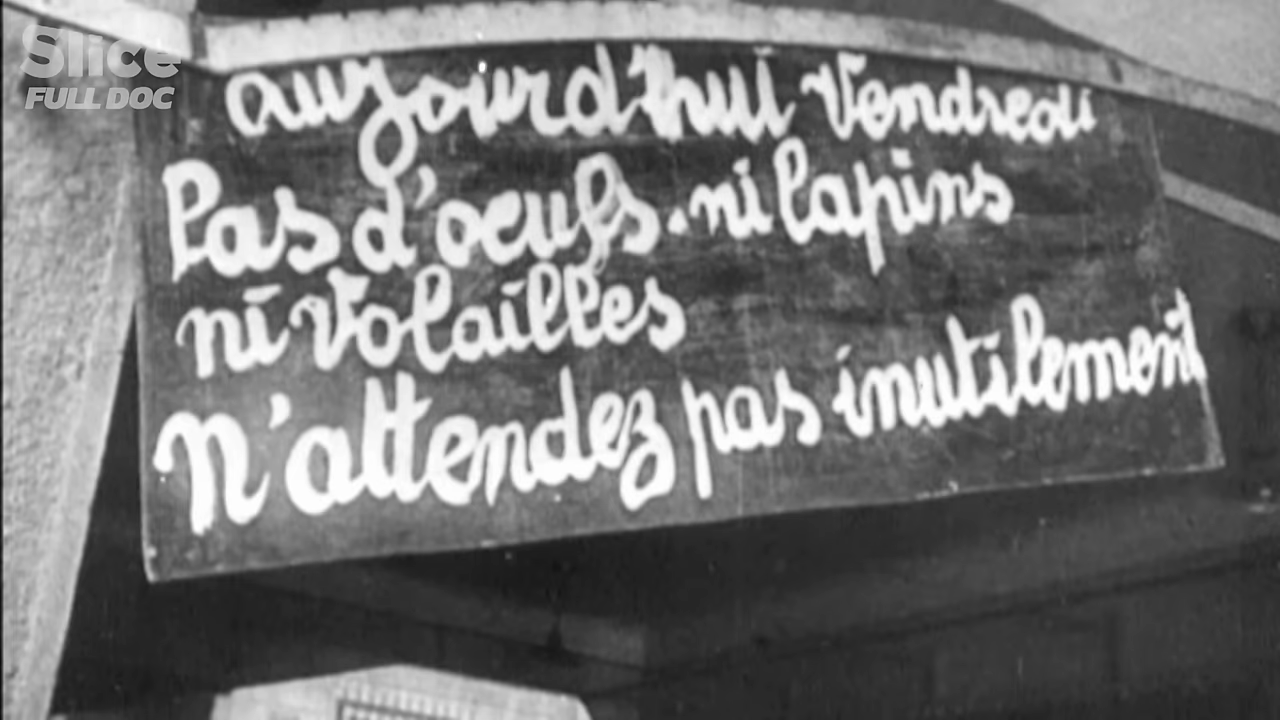 Slice
FULL DOC
aujourd'hui Vendredi
Pas d'oeufs. ni lapins
ni Volailles
N'attendez pas inutilement